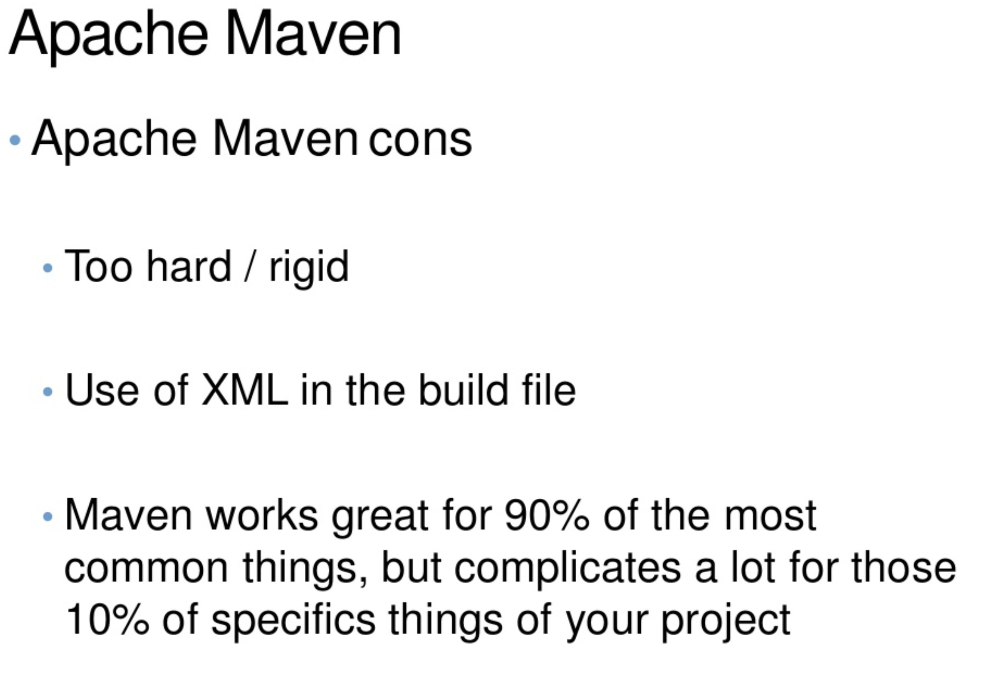 Apache Maven
• Apache Maven cons
• Too hard / rigid
• Use of XML in the build file
• Maven works great for 90% of the most
common things, but complicates a lot for those
10% of specifics things of your project